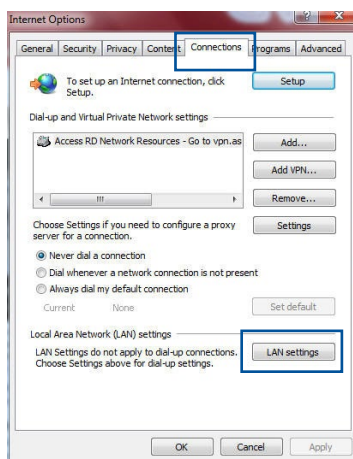 Internet Options
General Security Privacy Content Connections Programs Advanced
To set up an Internet connection, click
Setup.
Setup
Dial-up and Virtual Private Network settings
Access RD Network Resources - Go to vpn.as
Add...
Add VPN...
Remove...
Choose Settings if you need to configure a proxy
server for a connection.
Settings
Never dial a connection
Dial whenever a network connection is not present
Always dial my default connection
Current None
Set default
Local Area Network (LAN) settings
LAN Settings do not apply to dial-up connections.
Choose Settings above for dial-up settings.
LAN settings
OK Cancel Apply